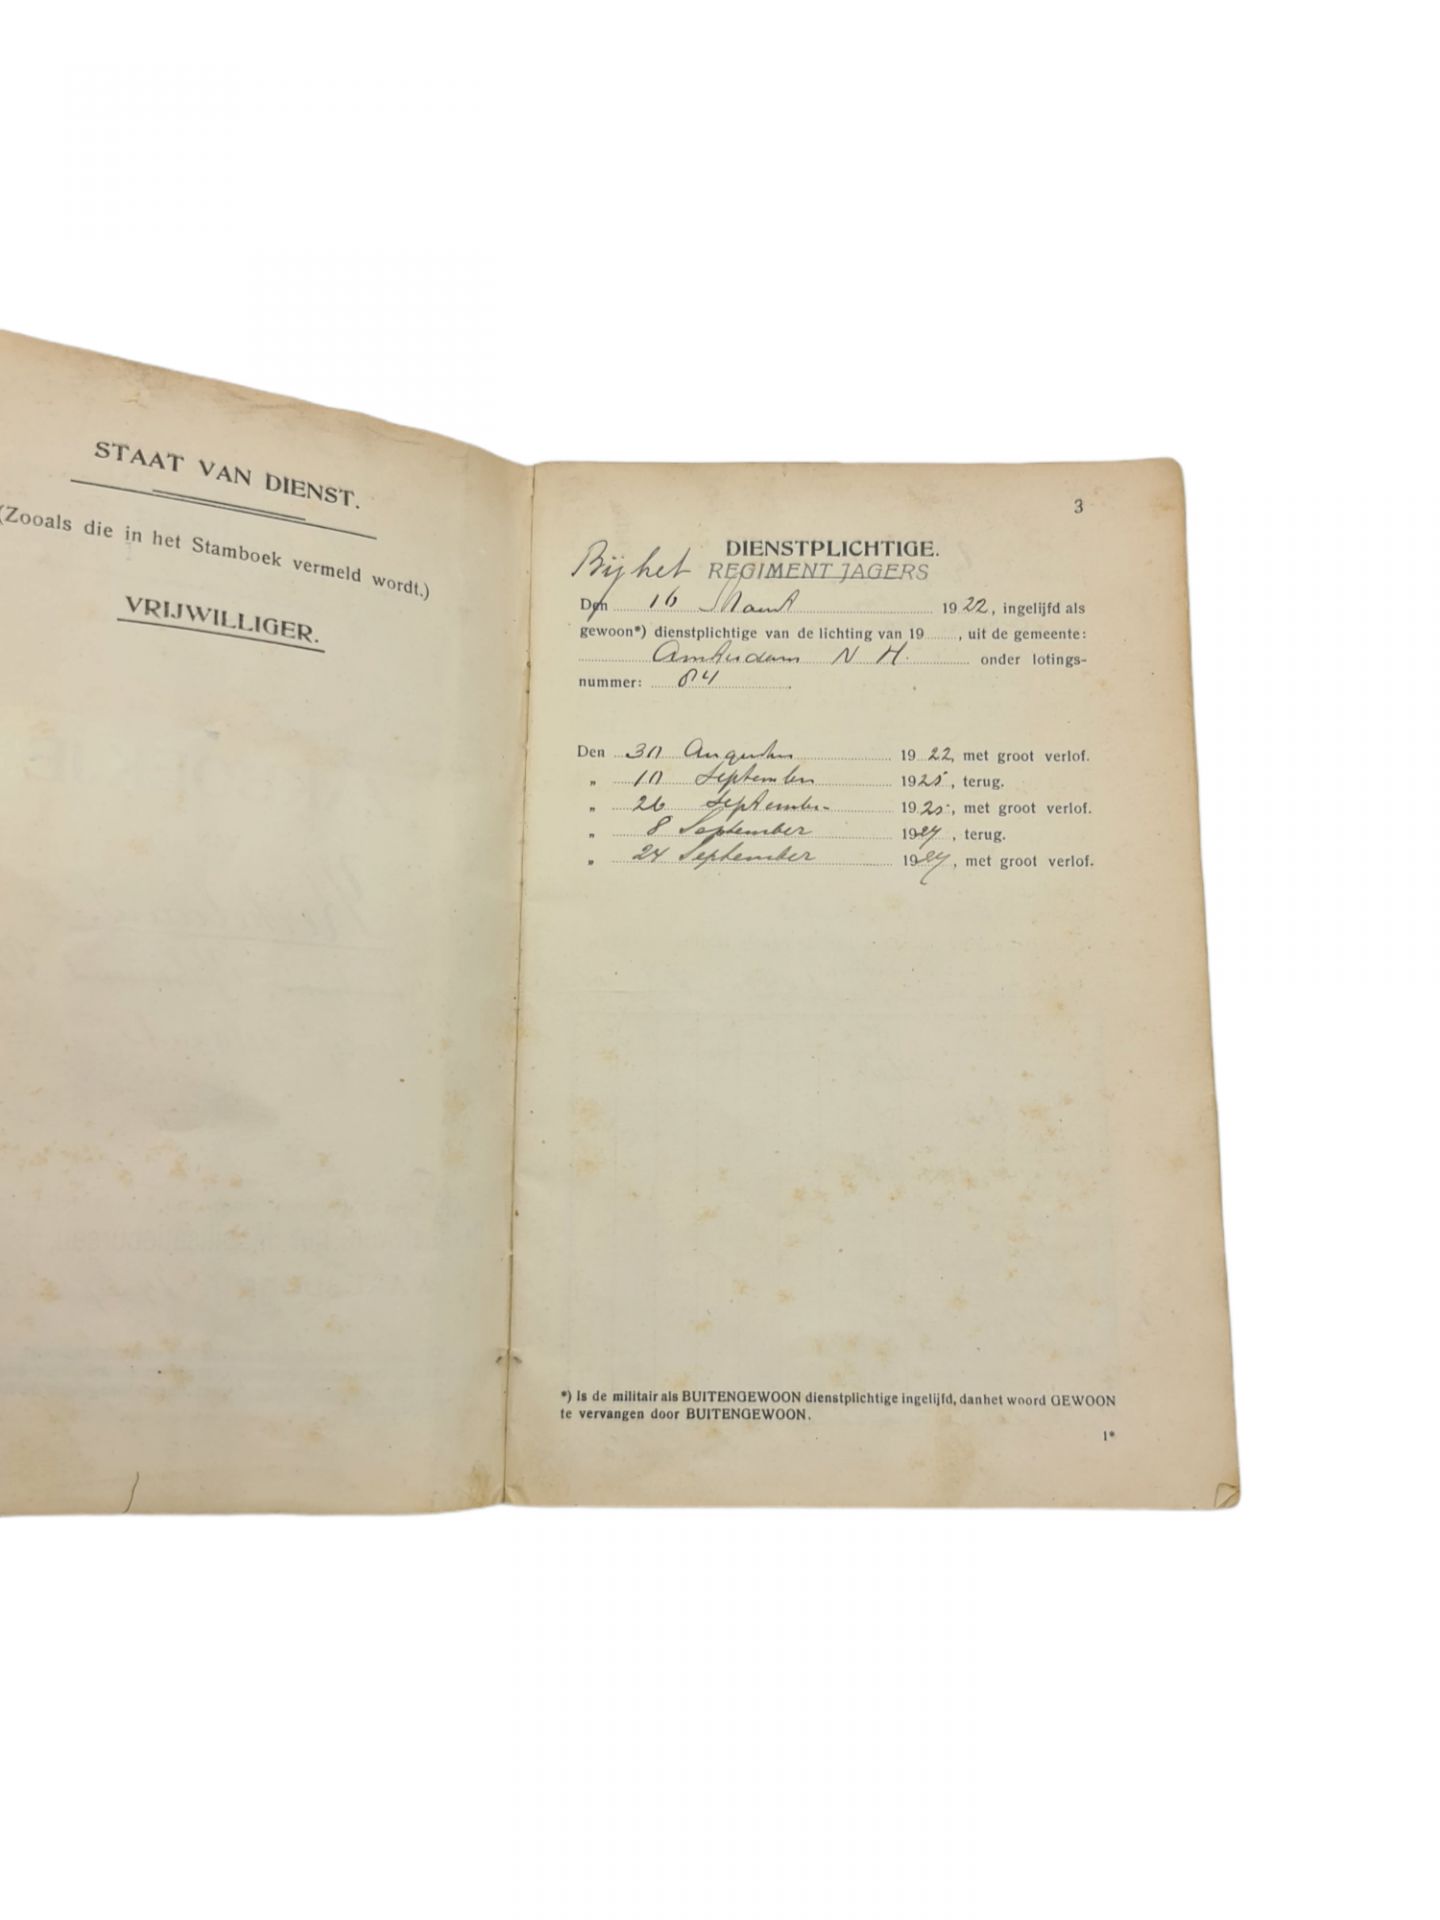 STAAT VAN DIENST.
(Zooals die in het Stamboek vermeld wordt.)
VRIJWILLIGER.
3
DIENSTPLICHTIGE.
Bij het REGIMENT JAGERS
Den 16 Maart 1922, ingelijfd als
gewoon*) dienstplichtige van de lichting van 19, uit de gemeente:
Amsterdam N H. onder lotings-
nummer: 84
Den 30 Augustus 1922, met groot verlof.
" 10 September 1925, terug.
" 26 September 1925, met groot verlof.
" 8 September 1927, terug.
" 24 September 1927, met groot verlof.
*) Is de militair als BUITENGEWOON dienstplichtige ingelijfd, dan het woord GEWOON
te vervangen door BUITENGEWOON.
1*